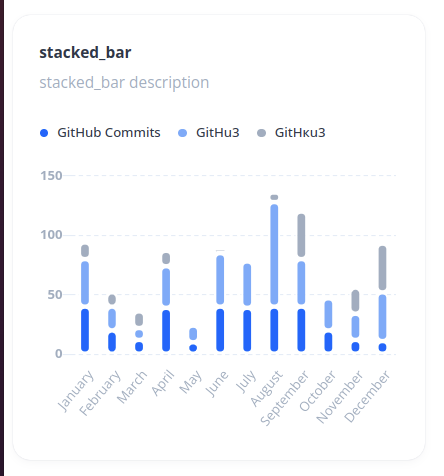 stacked_bar
stacked_bar description
GitHub Commits GitHu3 GitHкu3
150
100
50
0
January February March April May June July August September October November December